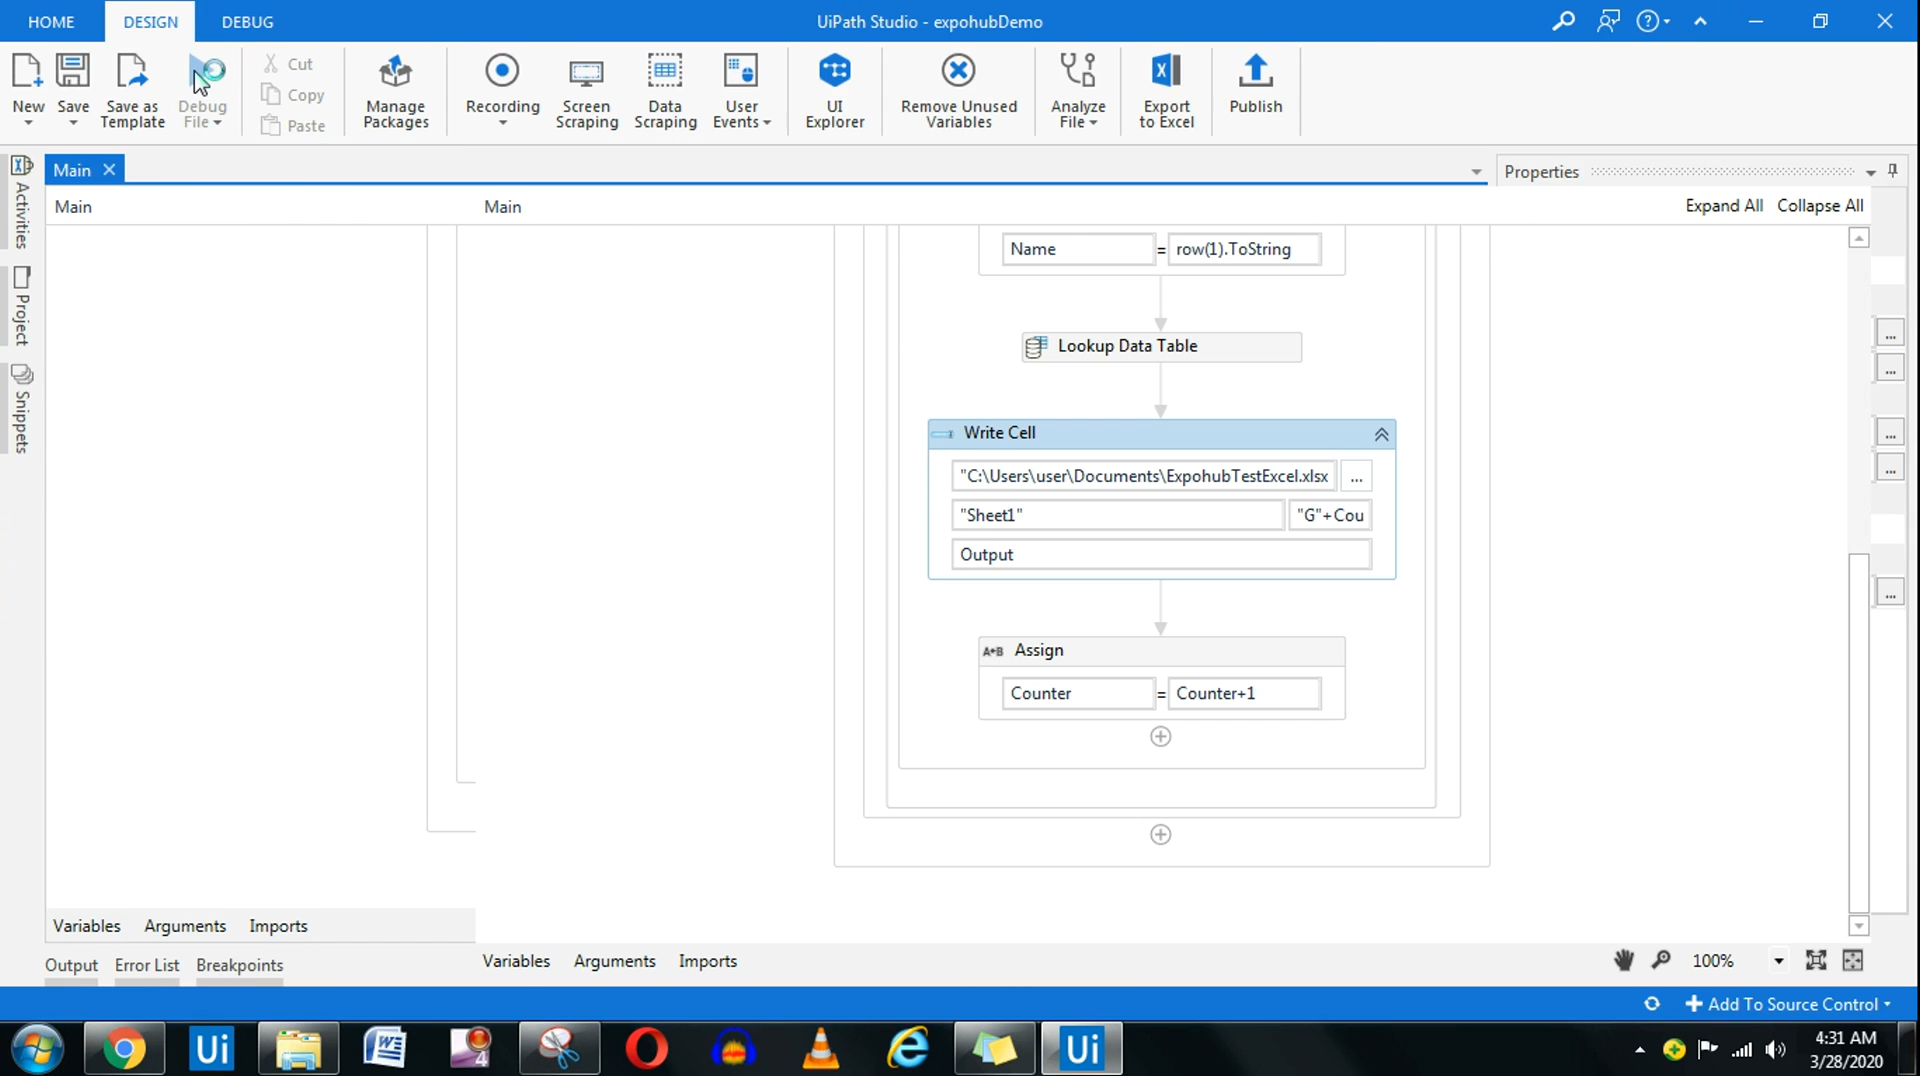 HOME DESIGN DEBUG UiPath Studio - expohubDemo
New
Save
Save as
Template
Debug
File
Cut
Copy
Paste
Manage
Packages
Recording
Screen
Scraping
Data
Scraping
User
Events
UI
Explorer
Remove Unused
Variables
Analyze
File
Export
to Excel
Publish
Activities
Project
Snippets
Main
Properties
Main
Main
Expand All Collapse All
Name = row(1).ToString
Lookup Data Table
Write Cell
"C:\Users\user\Documents\ExpohubTestExcel.xlsx ...
"Sheet1" "G"+Cou
Output
A+B Assign
Counter = Counter+1
...
...
...
...
...
Variables Arguments Imports
Output Error List Breakpoints
Variables Arguments Imports
100%
Add To Source Control
Ui
W
4
Ui
4:31 AM
3/28/2020